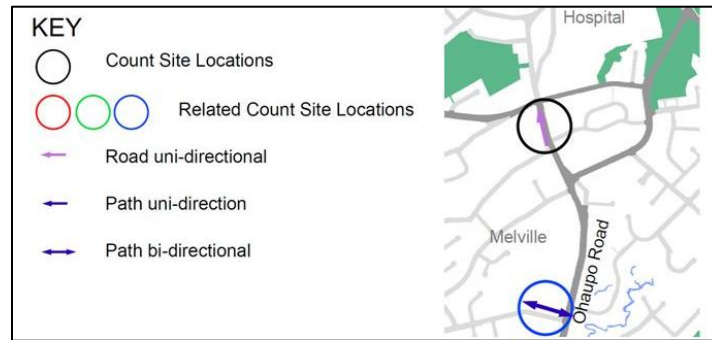 KEY
Count Site Locations
Related Count Site Locations
Road uni-directional
Path uni-direction
Path bi-directional
Hospital
Melville
Ohaupo Road